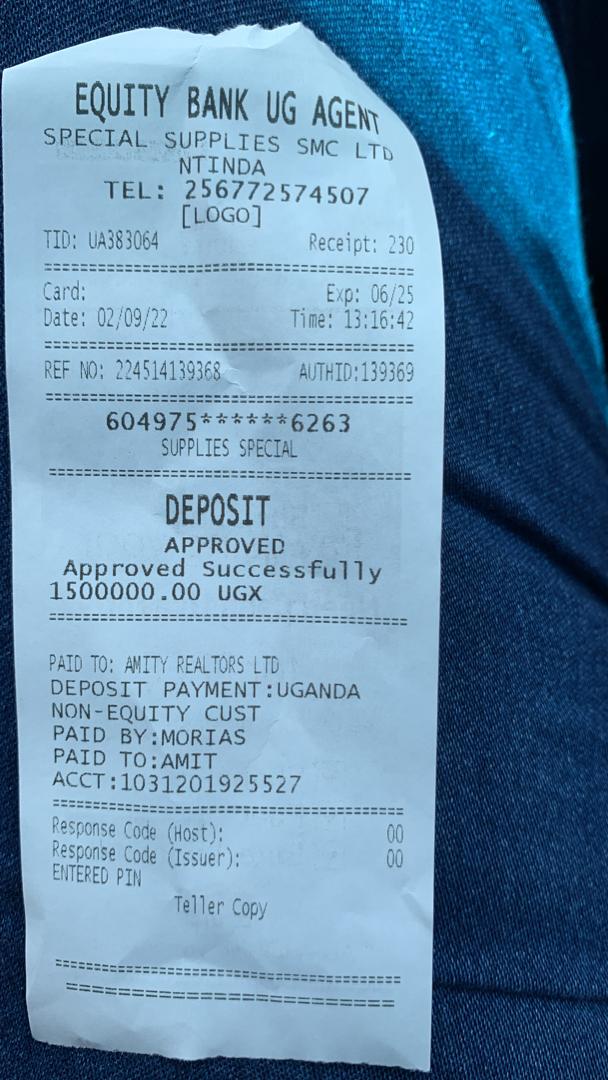 EQUITY BANK UG AGENT
SPECIAL SUPPLIES SMC LTD
NTINDA
TEL: 256772574507
[LOGO]
TID: UA383064 Receipt: 230
================================
Card: Exp: 06/25
Date: 02/09/22 Time: 13:16:42
================================
REF NO: 224514139368 AUTHID:139369
================================
604975******6263
SUPPLIES SPECIAL
================================
DEPOSIT
APPROVED
Approved Successfully
1500000.00 UGX
================================
PAID TO: AMITY REALTORS LTD
DEPOSIT PAYMENT:UGANDA
NON-EQUITY CUST
PAID BY:MORIAS
PAID TO:AMIT
ACCT:1031201925527
================================
Response Code (Host): 00
Response Code (Issuer): 00
ENTERED PIN
Teller Copy
================================
================================